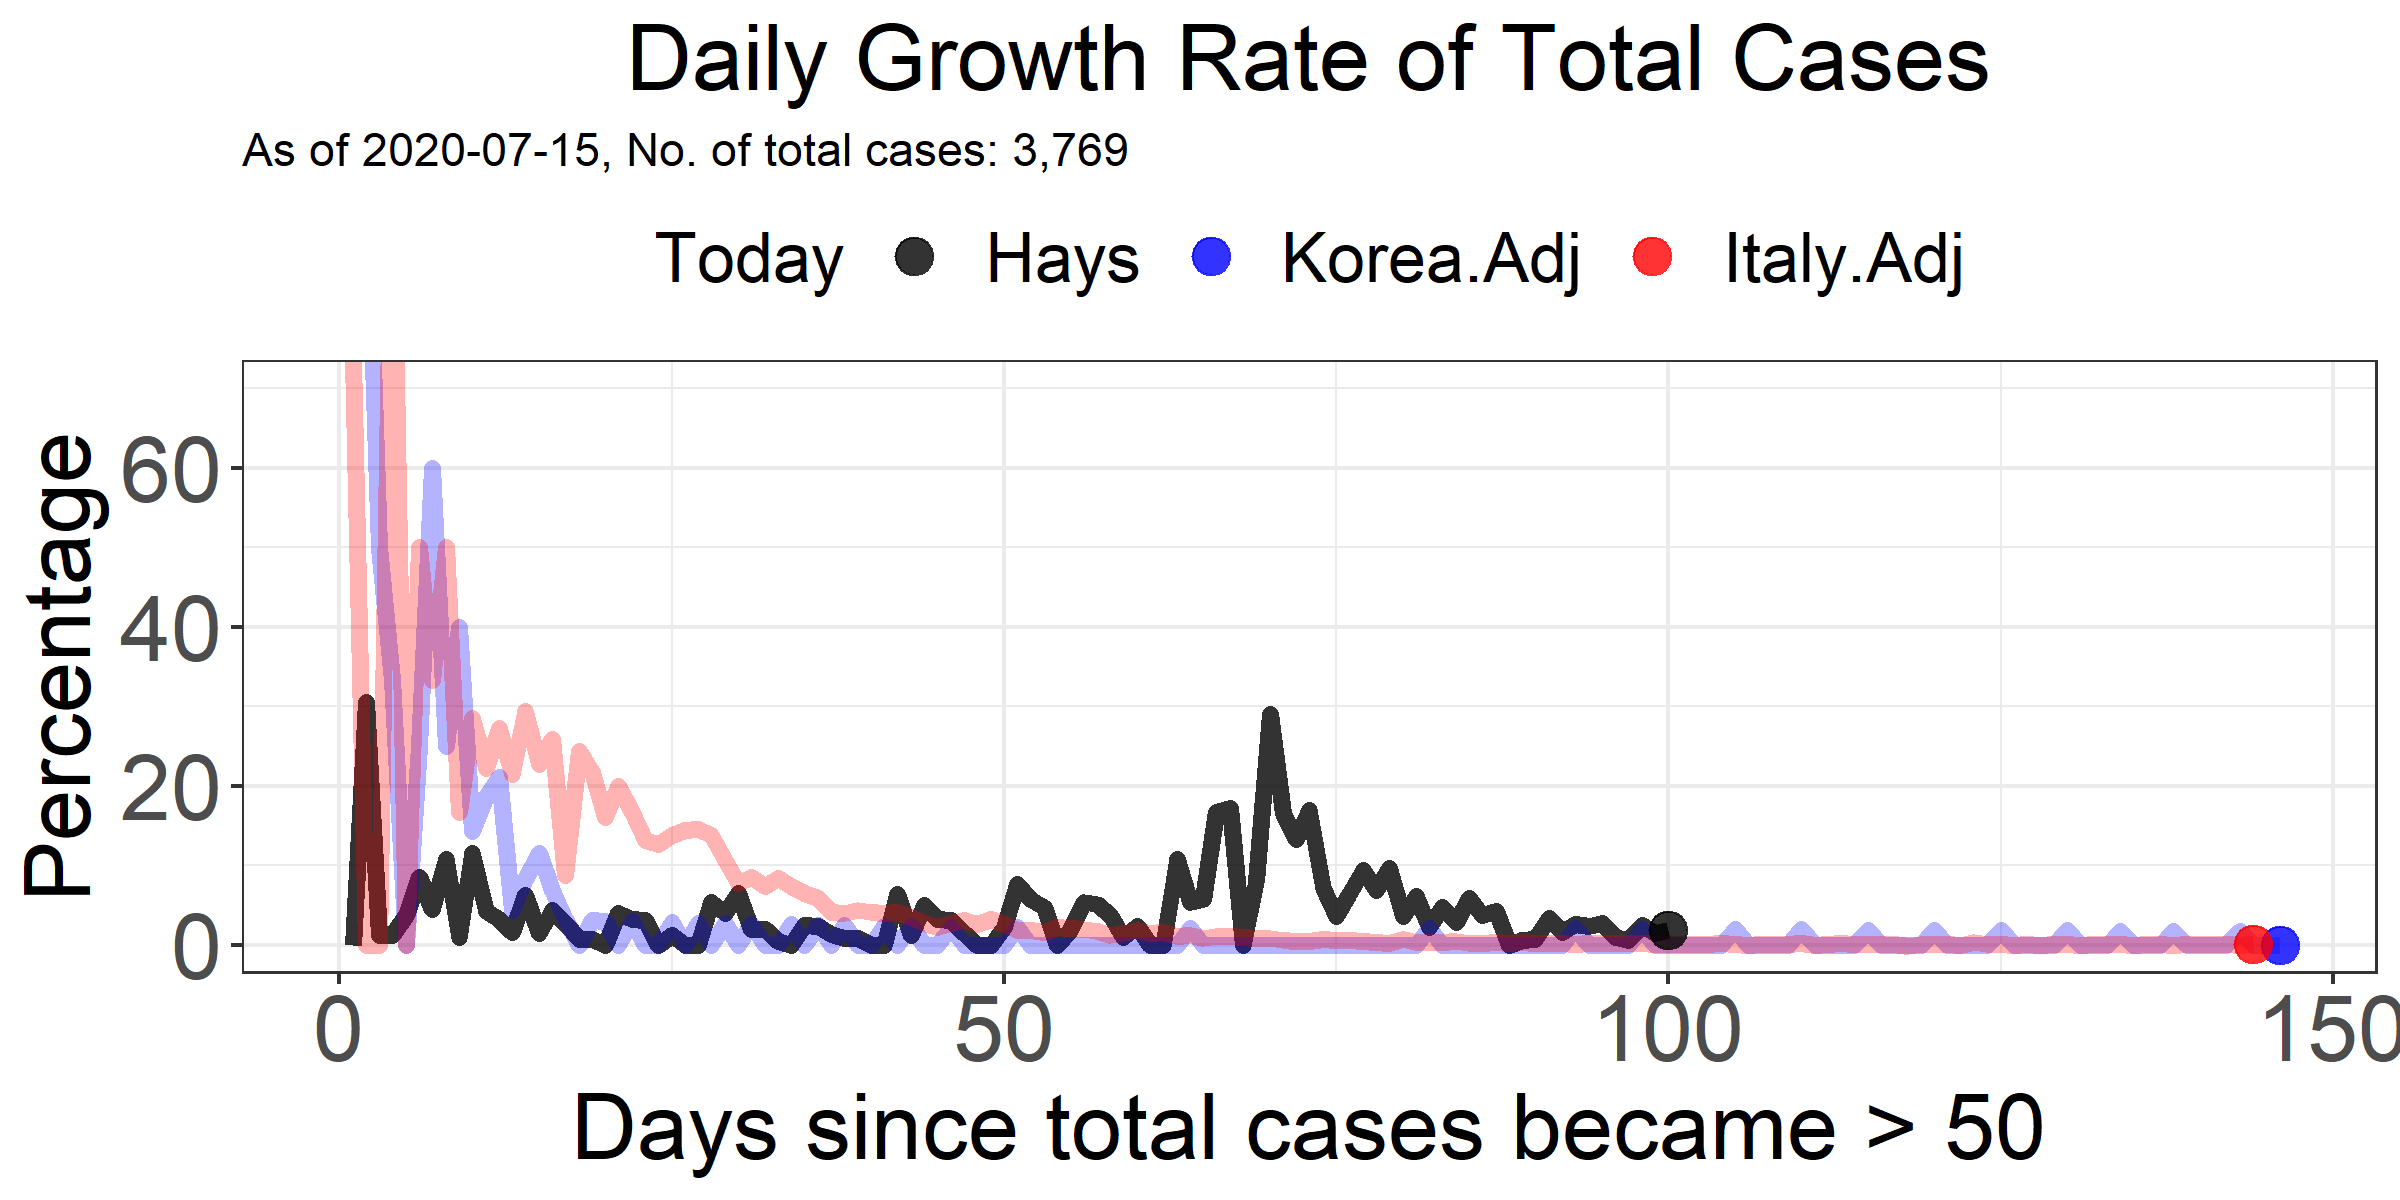 Daily Growth Rate of Total Cases
As of 2020-07-15, No. of total cases: 3,769
Today Hays Korea.Adj Italy.Adj
Percentage
60
40
20
0
0 50 100 150
Days since total cases became > 50